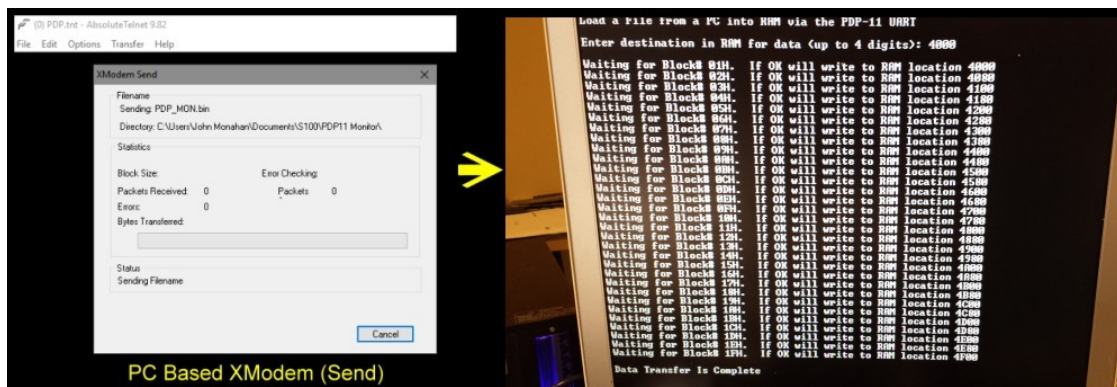 (0) PDP.tnt - AbsoluteTelnet 9.82
File Edit Options Transfer Help
XModem Send
Filename
Sending: PDP_MON.bin
Directory: C:\Users\John Monahan\Documents\S100\PDP11 Monitor\
Statistics
Block Size: Error Checking:
Packets Received: 0 Packets 0
Errors: 0
Bytes Transferred:
Status
Sending Filename
Cancel
PC Based XModem (Send)
Load a File from a PC into RAM via the PDP-11 UART
Enter destination in RAM for data (up to 4 digits): 4000
Waiting for Block# 01H. If OK will write to RAM location 4000
Waiting for Block# 02H. If OK will write to RAM location 4080
Waiting for Block# 03H. If OK will write to RAM location 4100
Waiting for Block# 04H. If OK will write to RAM location 4180
Waiting for Block# 05H. If OK will write to RAM location 4200
Waiting for Block# 06H. If OK will write to RAM location 4280
Waiting for Block# 07H. If OK will write to RAM location 4300
Waiting for Block# 08H. If OK will write to RAM location 4380
Waiting for Block# 09H. If OK will write to RAM location 4400
Waiting for Block# 0AH. If OK will write to RAM location 4480
Waiting for Block# 0BH. If OK will write to RAM location 4500
Waiting for Block# 0CH. If OK will write to RAM location 4580
Waiting for Block# 0DH. If OK will write to RAM location 4600
Waiting for Block# 0EH. If OK will write to RAM location 4680
Waiting for Block# 0FH. If OK will write to RAM location 4700
Waiting for Block# 10H. If OK will write to RAM location 4780
Waiting for Block# 11H. If OK will write to RAM location 4800
Waiting for Block# 12H. If OK will write to RAM location 4880
Waiting for Block# 13H. If OK will write to RAM location 4900
Waiting for Block# 14H. If OK will write to RAM location 4980
Waiting for Block# 15H. If OK will write to RAM location 4A00
Waiting for Block# 16H. If OK will write to RAM location 4A80
Waiting for Block# 17H. If OK will write to RAM location 4B00
Waiting for Block# 18H. If OK will write to RAM location 4B80
Waiting for Block# 19H. If OK will write to RAM location 4C00
Waiting for Block# 1AH. If OK will write to RAM location 4C80
Waiting for Block# 1BH. If OK will write to RAM location 4D00
Waiting for Block# 1CH. If OK will write to RAM location 4D80
Waiting for Block# 1DH. If OK will write to RAM location 4E00
Waiting for Block# 1EH. If OK will write to RAM location 4E80
Waiting for Block# 1FH. If OK will write to RAM location 4F00
Data Transfer Is Complete